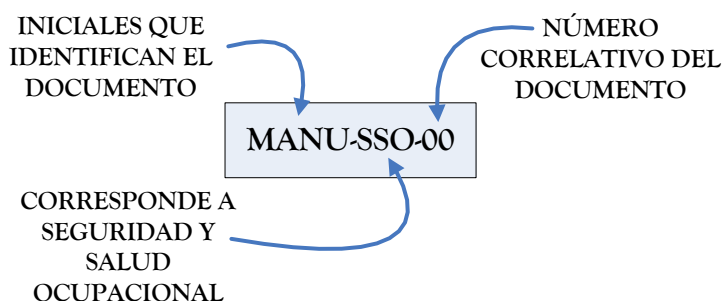 INICIALES QUE
IDENTIFICAN EL
DOCUMENTO
NÚMERO
CORRELATIVO DEL
DOCUMENTO
MANU-SSO-00
CORRESPONDE A
SEGURIDAD Y
SALUD
OCUPACIONAL